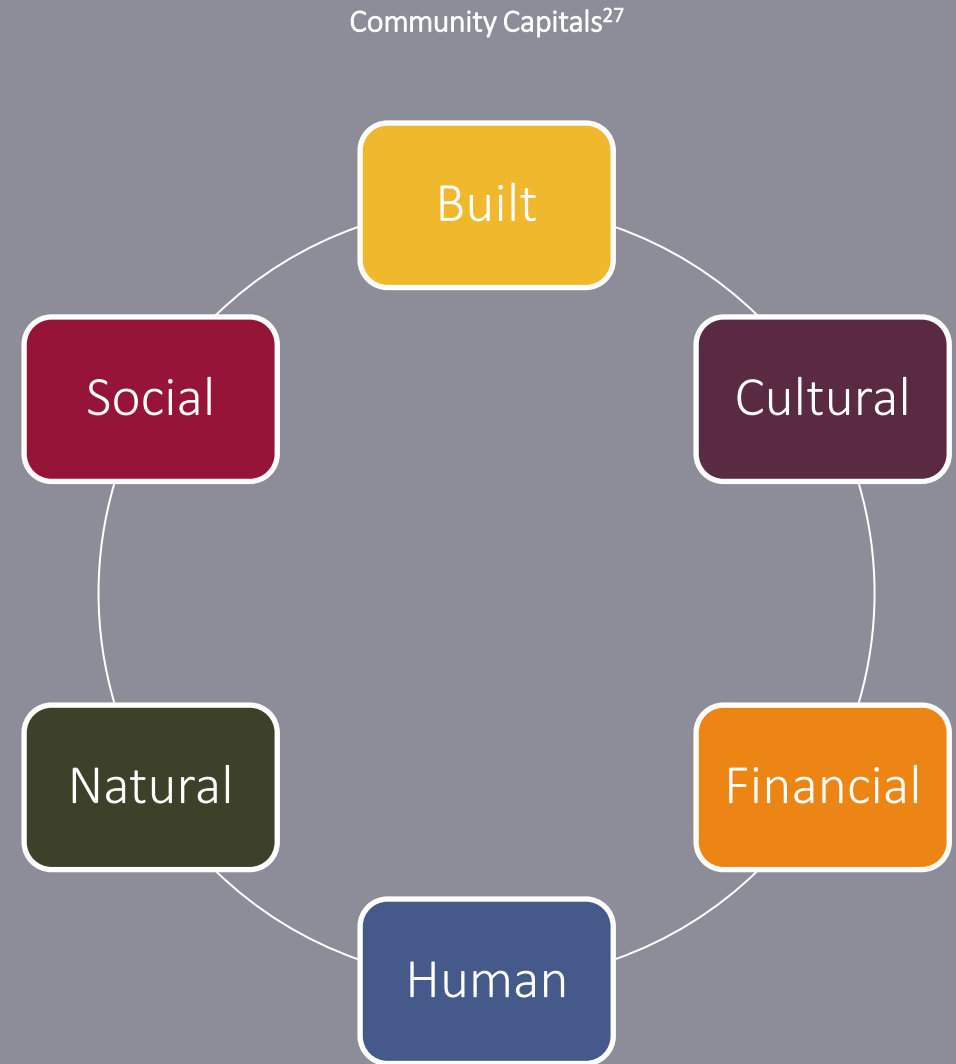 Community Capitals27
Built
Cultural
Financial
Human
Natural
Social